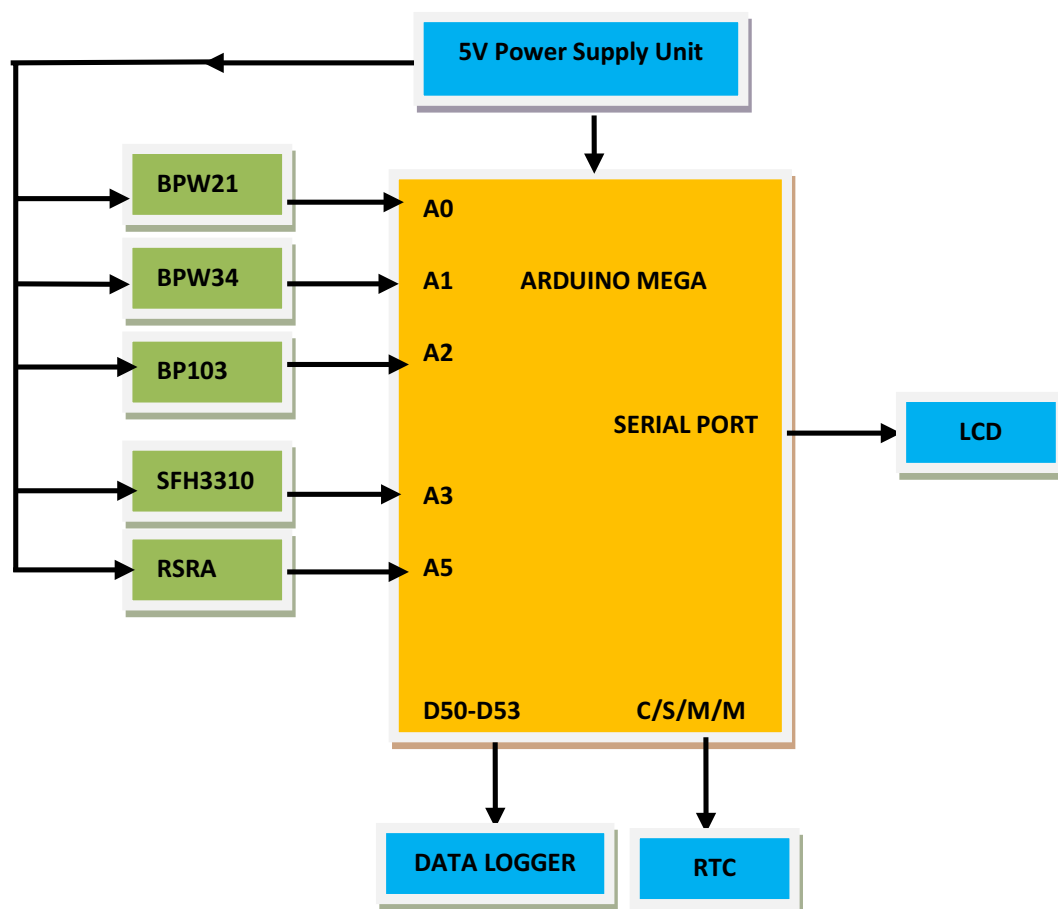 5V Power Supply Unit
BPW21
A0
BPW34
A1
ARDUINO MEGA
BP103
A2
SERIAL PORT
LCD
SFH3310
A3
RSRA
A5
D50-D53
C/S/M/M
DATA LOGGER
RTC